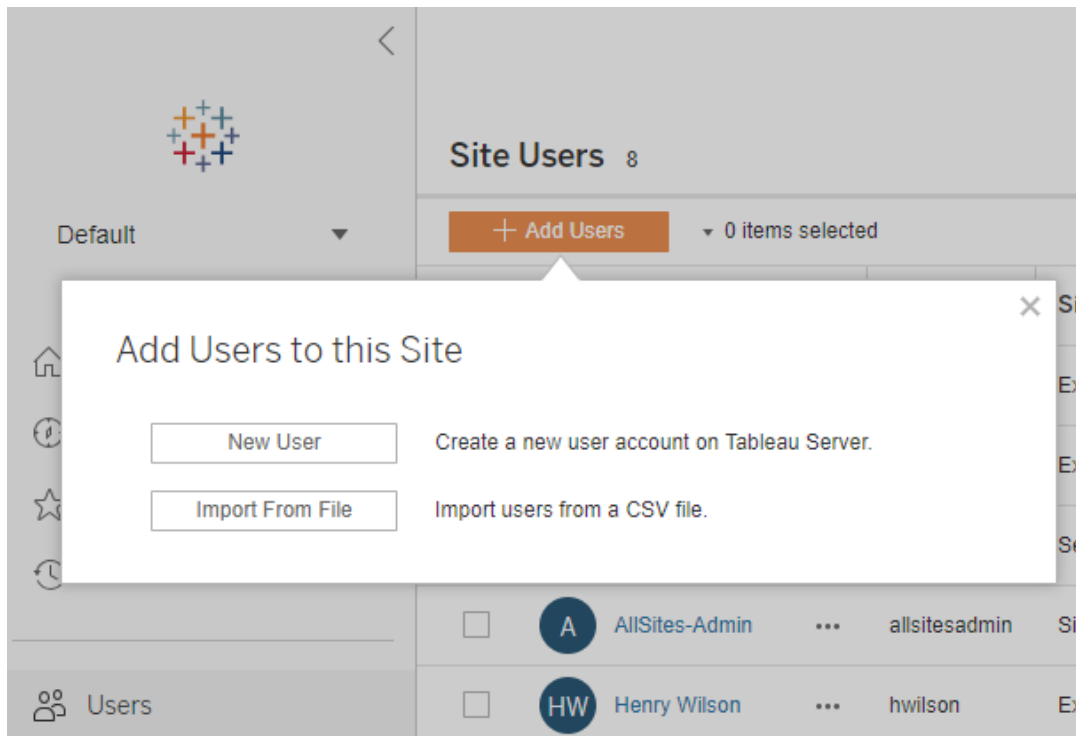 Site Users 8
Default
+ Add Users
0 items selected
Add Users to this Site
New User
Create a new user account on Tableau Server.
Import From File
Import users from a CSV file.
A
AllSites-Admin
allsitesadmin
Users
HW
Henry Wilson
hwilson